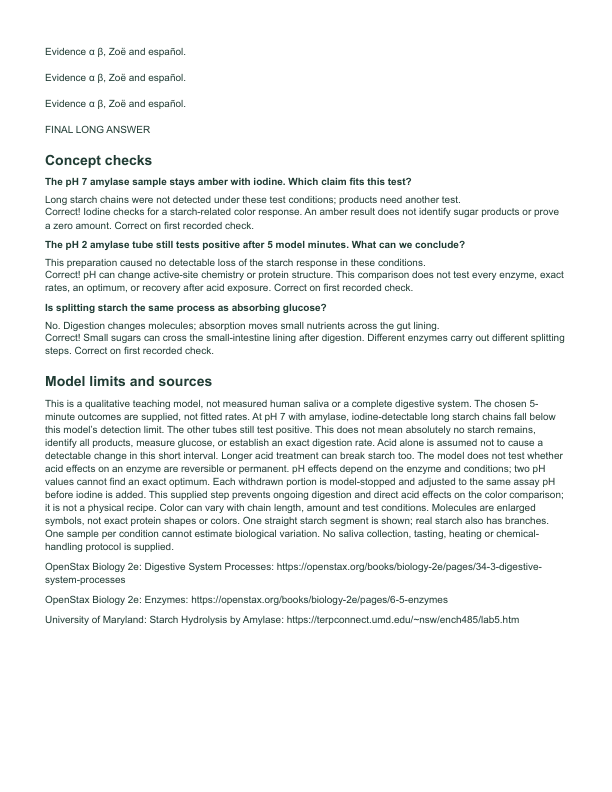 Evidence α β, Zoë and español.
Evidence α β, Zoë and español.
Evidence α β, Zoë and español.
FINAL LONG ANSWER
Concept checks
The pH 7 amylase sample stays amber with iodine. Which claim fits this test?
Long starch chains were not detected under these test conditions; products need another test.
Correct! Iodine checks for a starch-related color response. An amber result does not identify sugar products or prove
a zero amount. Correct on first recorded check.
The pH 2 amylase tube still tests positive after 5 model minutes. What can we conclude?
This preparation caused no detectable loss of the starch response in these conditions.
Correct! pH can change active-site chemistry or protein structure. This comparison does not test every enzyme, exact
rates, an optimum, or recovery after acid exposure. Correct on first recorded check.
Is splitting starch the same process as absorbing glucose?
No. Digestion changes molecules; absorption moves small nutrients across the gut lining.
Correct! Small sugars can cross the small-intestine lining after digestion. Different enzymes carry out different splitting
steps. Correct on first recorded check.
Model limits and sources
This is a qualitative teaching model, not measured human saliva or a complete digestive system. The chosen 5-
minute outcomes are supplied, not fitted rates. At pH 7 with amylase, iodine-detectable long starch chains fall below
this model's detection limit. The other tubes still test positive. This does not mean absolutely no starch remains,
identify all products, measure glucose, or establish an exact digestion rate. Acid alone is assumed not to cause a
detectable change in this short interval. Longer acid treatment can break starch too. The model does not test whether
acid effects on an enzyme are reversible or permanent. pH effects depend on the enzyme and conditions; two pH
values cannot find an exact optimum. Each withdrawn portion is model-stopped and adjusted to the same assay pH
before iodine is added. This supplied step prevents ongoing digestion and direct acid effects on the color comparison;
it is not a physical recipe. Color can vary with chain length, amount and test conditions. Molecules are enlarged
symbols, not exact protein shapes or colors. One straight starch segment is shown; real starch also has branches.
One sample per condition cannot estimate biological variation. No saliva collection, tasting, heating or chemical-
handling protocol is supplied.
OpenStax Biology 2e: Digestive System Processes: https://openstax.org/books/biology-2e/pages/34-3-digestive-
system-processes
OpenStax Biology 2e: Enzymes: https://openstax.org/books/biology-2e/pages/6-5-enzymes
University of Maryland: Starch Hydrolysis by Amylase: https://terpconnect.umd.edu/~nsw/ench485/lab5.htm